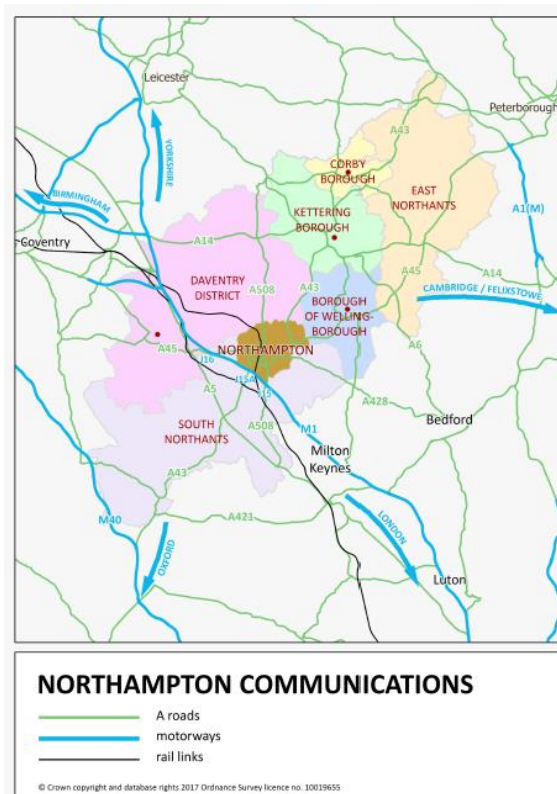 Leicester
Peterborough
A43
CORBY
BOROUGH
YORKSHIRE
EAST
NORTHANTS
BIRMINGHAM
KETTERING
BOROUGH
A1(M)
Coventry
A14
DAVENTRY
DISTRICT
A508
A43
A45
A14
CAMBRIDGE / FELIXSTOWE
BOROUGH
OF WELLING-
BOROUGH
NORTHAMPTON
A45
J16
A6
J15A
J15
A5
A428
SOUTH
NORTHANTS
A508
M1
Bedford
Milton
Keynes
A43
M40
A421
OXFORD
LONDON
Luton
NORTHAMPTON COMMUNICATIONS
A roads
motorways
rail links
© Crown copyright and database rights 2017 Ordnance Survey licence no. 10019655